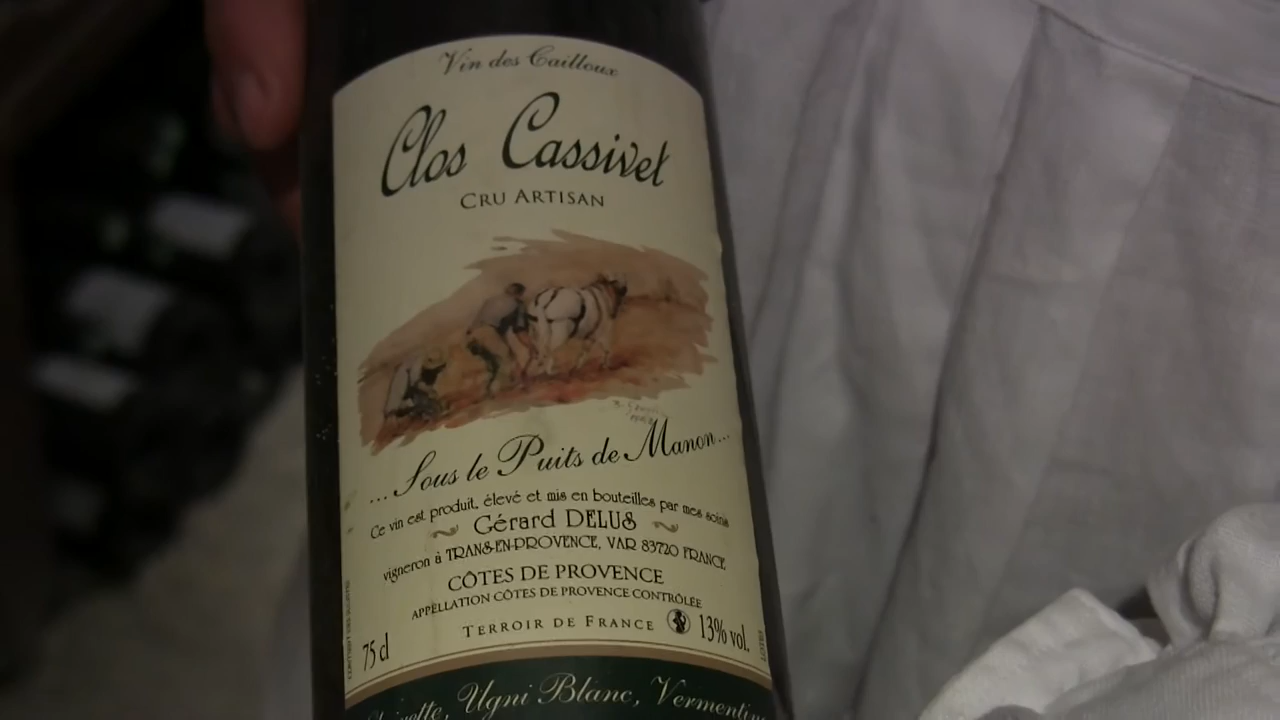 Vin des Cailloux
Clos Cassivet
CRU ARTISAN
...Sous le Puits de Manon...
Ce vin est produit, élevé et mis en bouteilles par mes soins
Gérard DELUS
vigneron à TRANS-EN-PROVENCE, VAR 83720 FRANCE
CÔTES DE PROVENCE
APPELLATION CÔTES DE PROVENCE CONTRÔLÉE
TERROIR DE FRANCE
75 cl
13% vol.
Ugni Blanc,